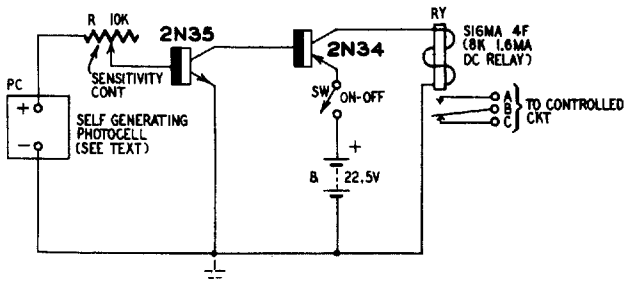 R 10K
2N35
2N34
RY
SIGMA 4F
(8K 1.6MA
DC RELAY)
SENSITIVITY
CONT
PC
+
−
SELF GENERATING
PHOTOCELL
(SEE TEXT)
SW
ON-OFF
A
B
C
TO CONTROLLED
CKT
+
& 22.5V